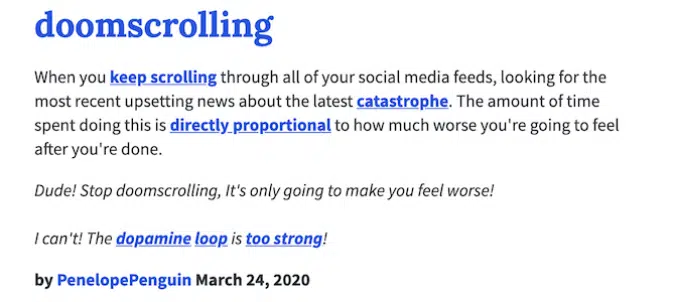 doomscrolling
When you keep scrolling through all of your social media feeds, looking for the
most recent upsetting news about the latest catastrophe. The amount of time
spent doing this is directly proportional to how much worse you're going to feel
after you're done.
Dude! Stop doomscrolling, It's only going to make you feel worse!
I can't! The dopamine loop is too strong!
by PenelopePenguin March 24, 2020